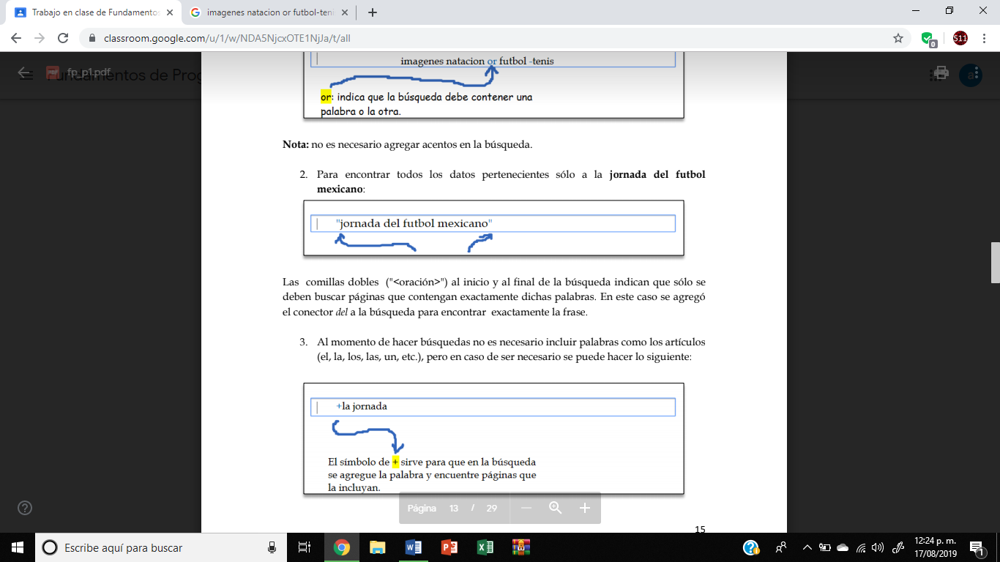 Trabajo en clase de Fundamentos
imagenes natacion or futbol-teni
classroom.google.com/u/1/w/NDA5NjcxOTE1NjJa/t/all
0
S11
fp_p1.pdf
imagenes natacion or futbol -tenis
or: indica que la búsqueda debe contener una
palabra o la otra.
Nota: no es necesario agregar acentos en la búsqueda.
2. Para encontrar todos los datos pertenecientes sólo a la jornada del futbol
mexicano:
"jornada del futbol mexicano"
Las comillas dobles ("<oración>") al inicio y al final de la búsqueda indican que sólo se
deben buscar páginas que contengan exactamente dichas palabras. En este caso se agregó
el conector del a la búsqueda para encontrar exactamente la frase.
3. Al momento de hacer búsquedas no es necesario incluir palabras como los artículos
(el, la, los, las, un, etc.), pero en caso de ser necesario se puede hacer lo siguiente:
+la jornada
El símbolo de + sirve para que en la búsqueda
se agregue la palabra y encuentre páginas que
la incluyan.
Página 13 / 29
15
Escribe aquí para buscar
12:24 p. m.
17/08/2019
1